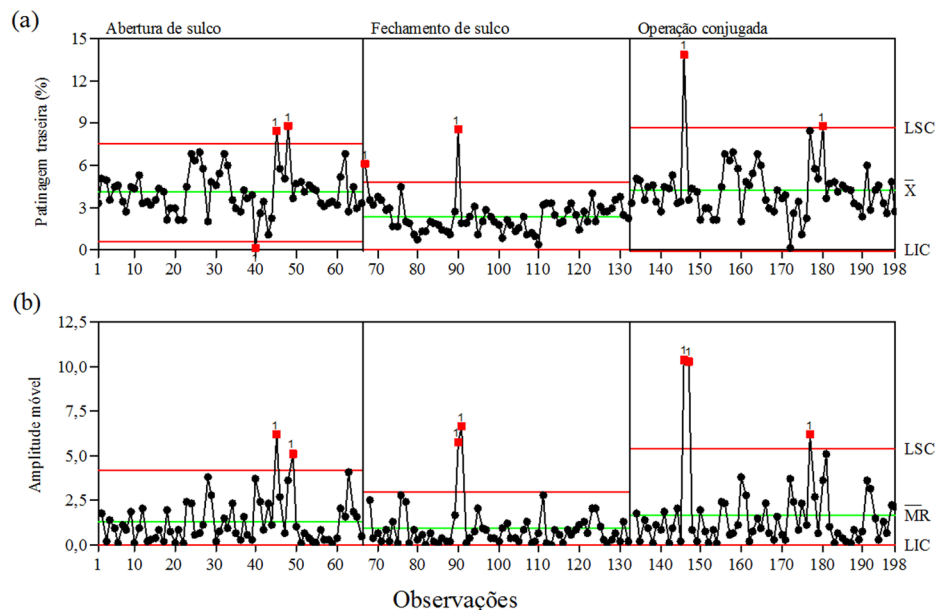 (a)
Abertura de sulco Fechamento de sulco Operação conjugada
Patinagem traseira (%)
15
12
9
6
3
0
1 1 1 1 1 1 1
LSC
X̅
LIC
1 10 20 30 40 50 60 70 80 90 100 110 120 130 140 150 160 170 180 190 198
(b)
Amplitude móvel
12,5
10,0
7,5
5,0
2,5
0,0
1 1 1 1 1 1 1
LSC
M̅R̅
LIC
1 10 20 30 40 50 60 70 80 90 100 110 120 130 140 150 160 170 180 190 198
Observações